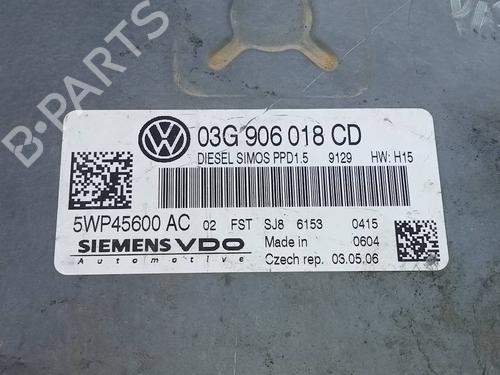 B-PARTS
VW
03G 906 018 CD
DIESEL SIMOS PPD1.5 9129 HW: H15
5WP45600 AC 02 FST SJ8 6153 0415
SIEMENS VDO Made in 0604
Automotive Czech rep. 03.05.06